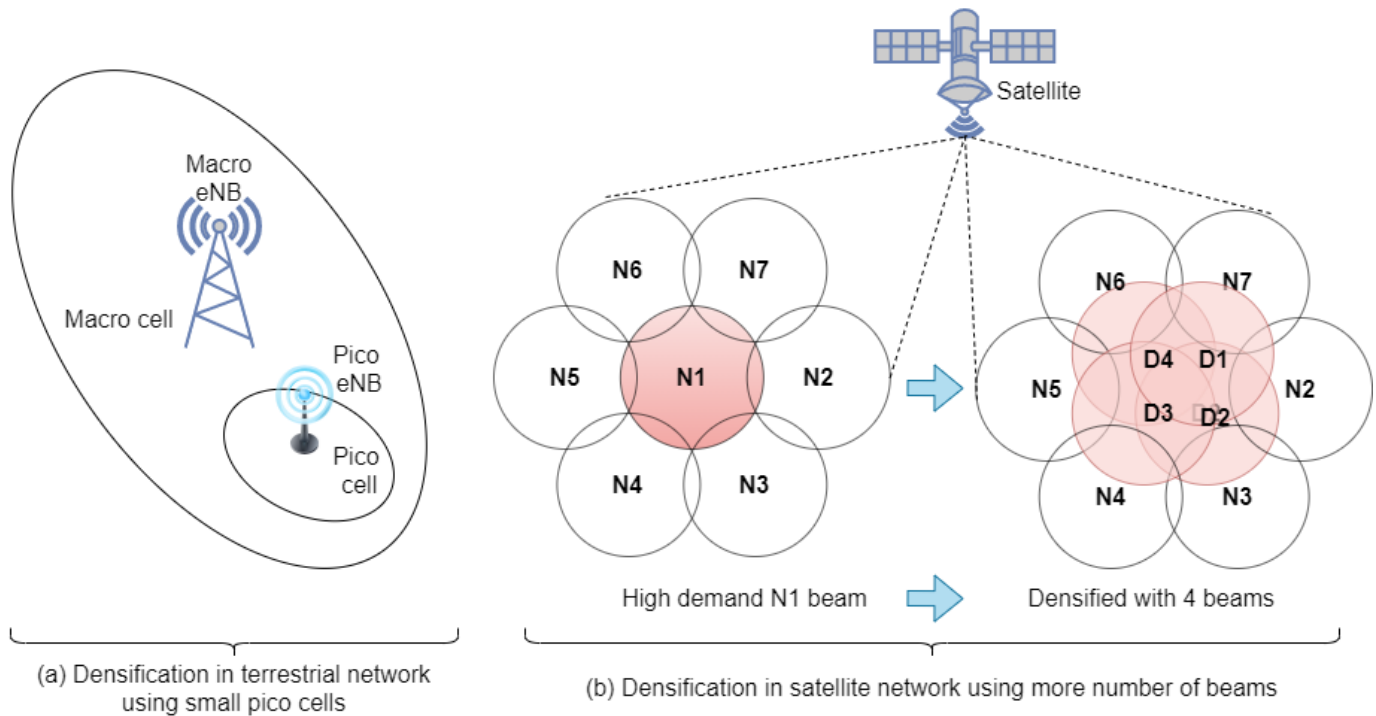 Satellite
Macro
eNB
Macro cell
Pico
eNB
Pico
cell
N6
N7
N5
N1
N2
N4
N3
N6
N7
D4
D1
N5
N2
D3
D2
N4
N3
High demand N1 beam
Densified with 4 beams
(a) Densification in terrestrial network
using small pico cells
(b) Densification in satellite network using more number of beams